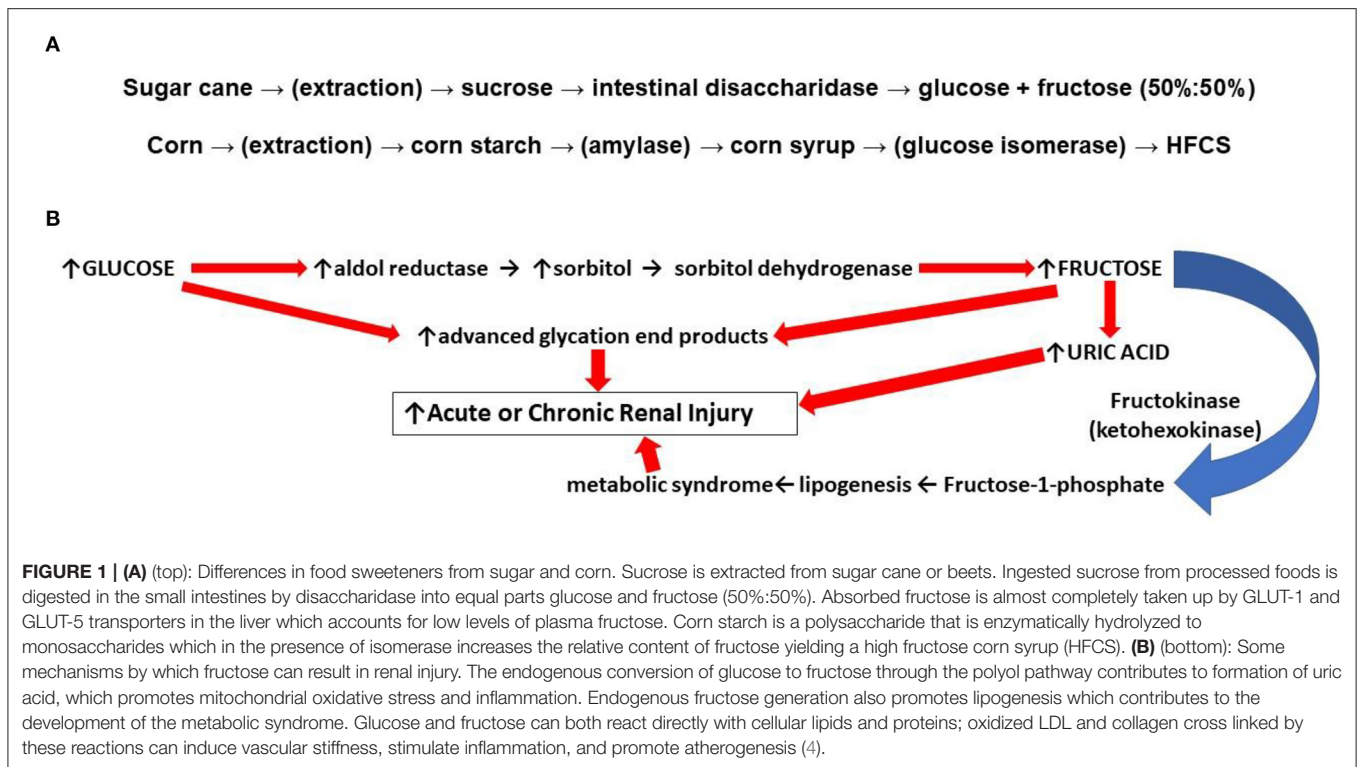 A
Sugar cane → (extraction) → sucrose → intestinal disaccharidase → glucose + fructose (50%:50%)
Corn → (extraction) → corn starch → (amylase) → corn syrup → (glucose isomerase) → HFCS
B
↑GLUCOSE
↑aldol reductase → ↑sorbitol → sorbitol dehydrogenase
↑FRUCTOSE
↑advanced glycation end products
↑URIC ACID
↑Acute or Chronic Renal Injury
Fructokinase
(ketohexokinase)
metabolic syndrome← lipogenesis ← Fructose-1-phosphate
FIGURE 1 | (A) (top): Differences in food sweeteners from sugar and corn. Sucrose is extracted from sugar cane or beets. Ingested sucrose from processed foods is
digested in the small intestines by disaccharidase into equal parts glucose and fructose (50%:50%). Absorbed fructose is almost completely taken up by GLUT-1 and
GLUT-5 transporters in the liver which accounts for low levels of plasma fructose. Corn starch is a polysaccharide that is enzymatically hydrolyzed to
monosaccharides which in the presence of isomerase increases the relative content of fructose yielding a high fructose corn syrup (HFCS). (B) (bottom): Some
mechanisms by which fructose can result in renal injury. The endogenous conversion of glucose to fructose through the polyol pathway contributes to formation of uric
acid, which promotes mitochondrial oxidative stress and inflammation. Endogenous fructose generation also promotes lipogenesis which contributes to the
development of the metabolic syndrome. Glucose and fructose can both react directly with cellular lipids and proteins; oxidized LDL and collagen cross linked by
these reactions can induce vascular stiffness, stimulate inflammation, and promote atherogenesis (4).